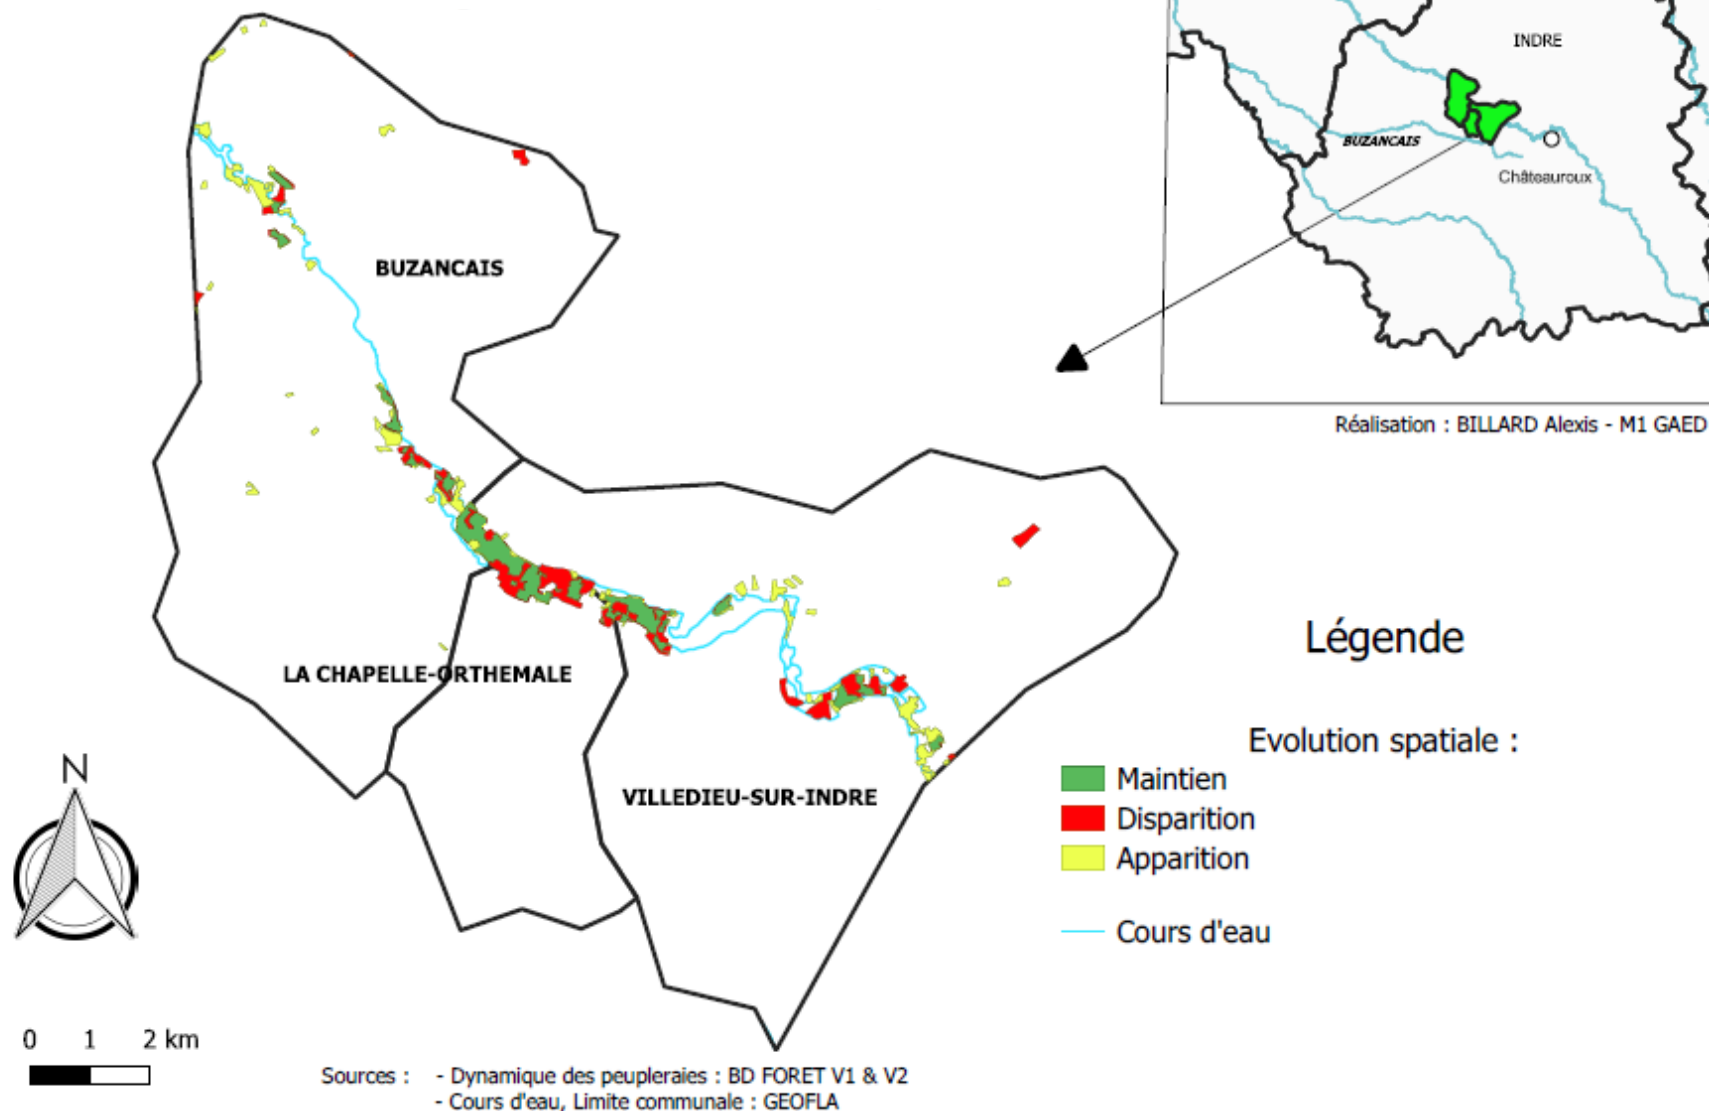 INDRE
BUZANCAIS
Châteauroux
Réalisation : BILLARD Alexis - M1 GAED
BUZANCAIS
LA CHAPELLE-ORTHEMALE
VILLEDIEU-SUR-INDRE
Légende
Evolution spatiale :
Maintien
Disparition
Apparition
Cours d'eau
N
0 1 2 km
Sources : - Dynamique des peupleraies : BD FORET V1 & V2
- Cours d'eau, Limite communale : GEOFLA